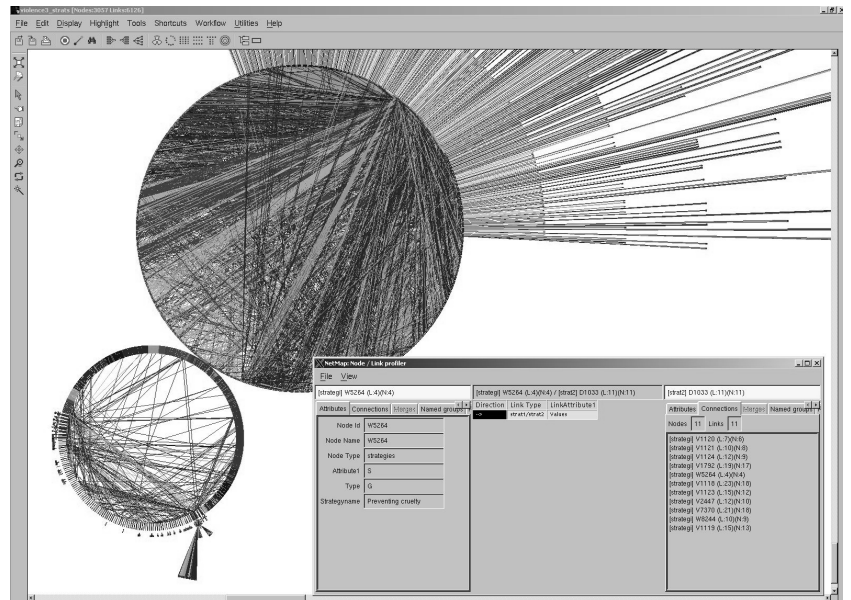 violence3_strats [Nodes:3057 Links:6126]
File Edit Display Highlight Tools Shortcuts Workflow Utilities Help
NetMap: Node / Link profiler
File View
[strategi] W5264 (L:4)(N:4) [strategi] W5264 (L:4)(N:4) / [strat2] D1033 (L:11)(N:11) [strat2] D1033 (L:11)(N:11)
Attributes Connections Merges Named groups Direction Link Type LinkAttribute1 Attributes Connections Merges Named groups
-> strat1/strat2 Values
Node Id W5264 Nodes 11 Links 11
Node Name W5264
Node Type strategies
Attribute1 S
Type G
Strategyname Preventing cruelty
[strategi] V1120 (L:7)(N:6)
[strategi] V1121 (L:10)(N:8)
[strategi] V1124 (L:12)(N:9)
[strategi] V1792 (L:19)(N:17)
[strategi] W5264 (L:4)(N:4)
[strategi] V1118 (L:23)(N:18)
[strategi] V1123 (L:15)(N:12)
[strategi] V2447 (L:12)(N:10)
[strategi] V7370 (L:21)(N:18)
[strategi] W8244 (L:10)(N:9)
[strategi] V1119 (L:15)(N:13)